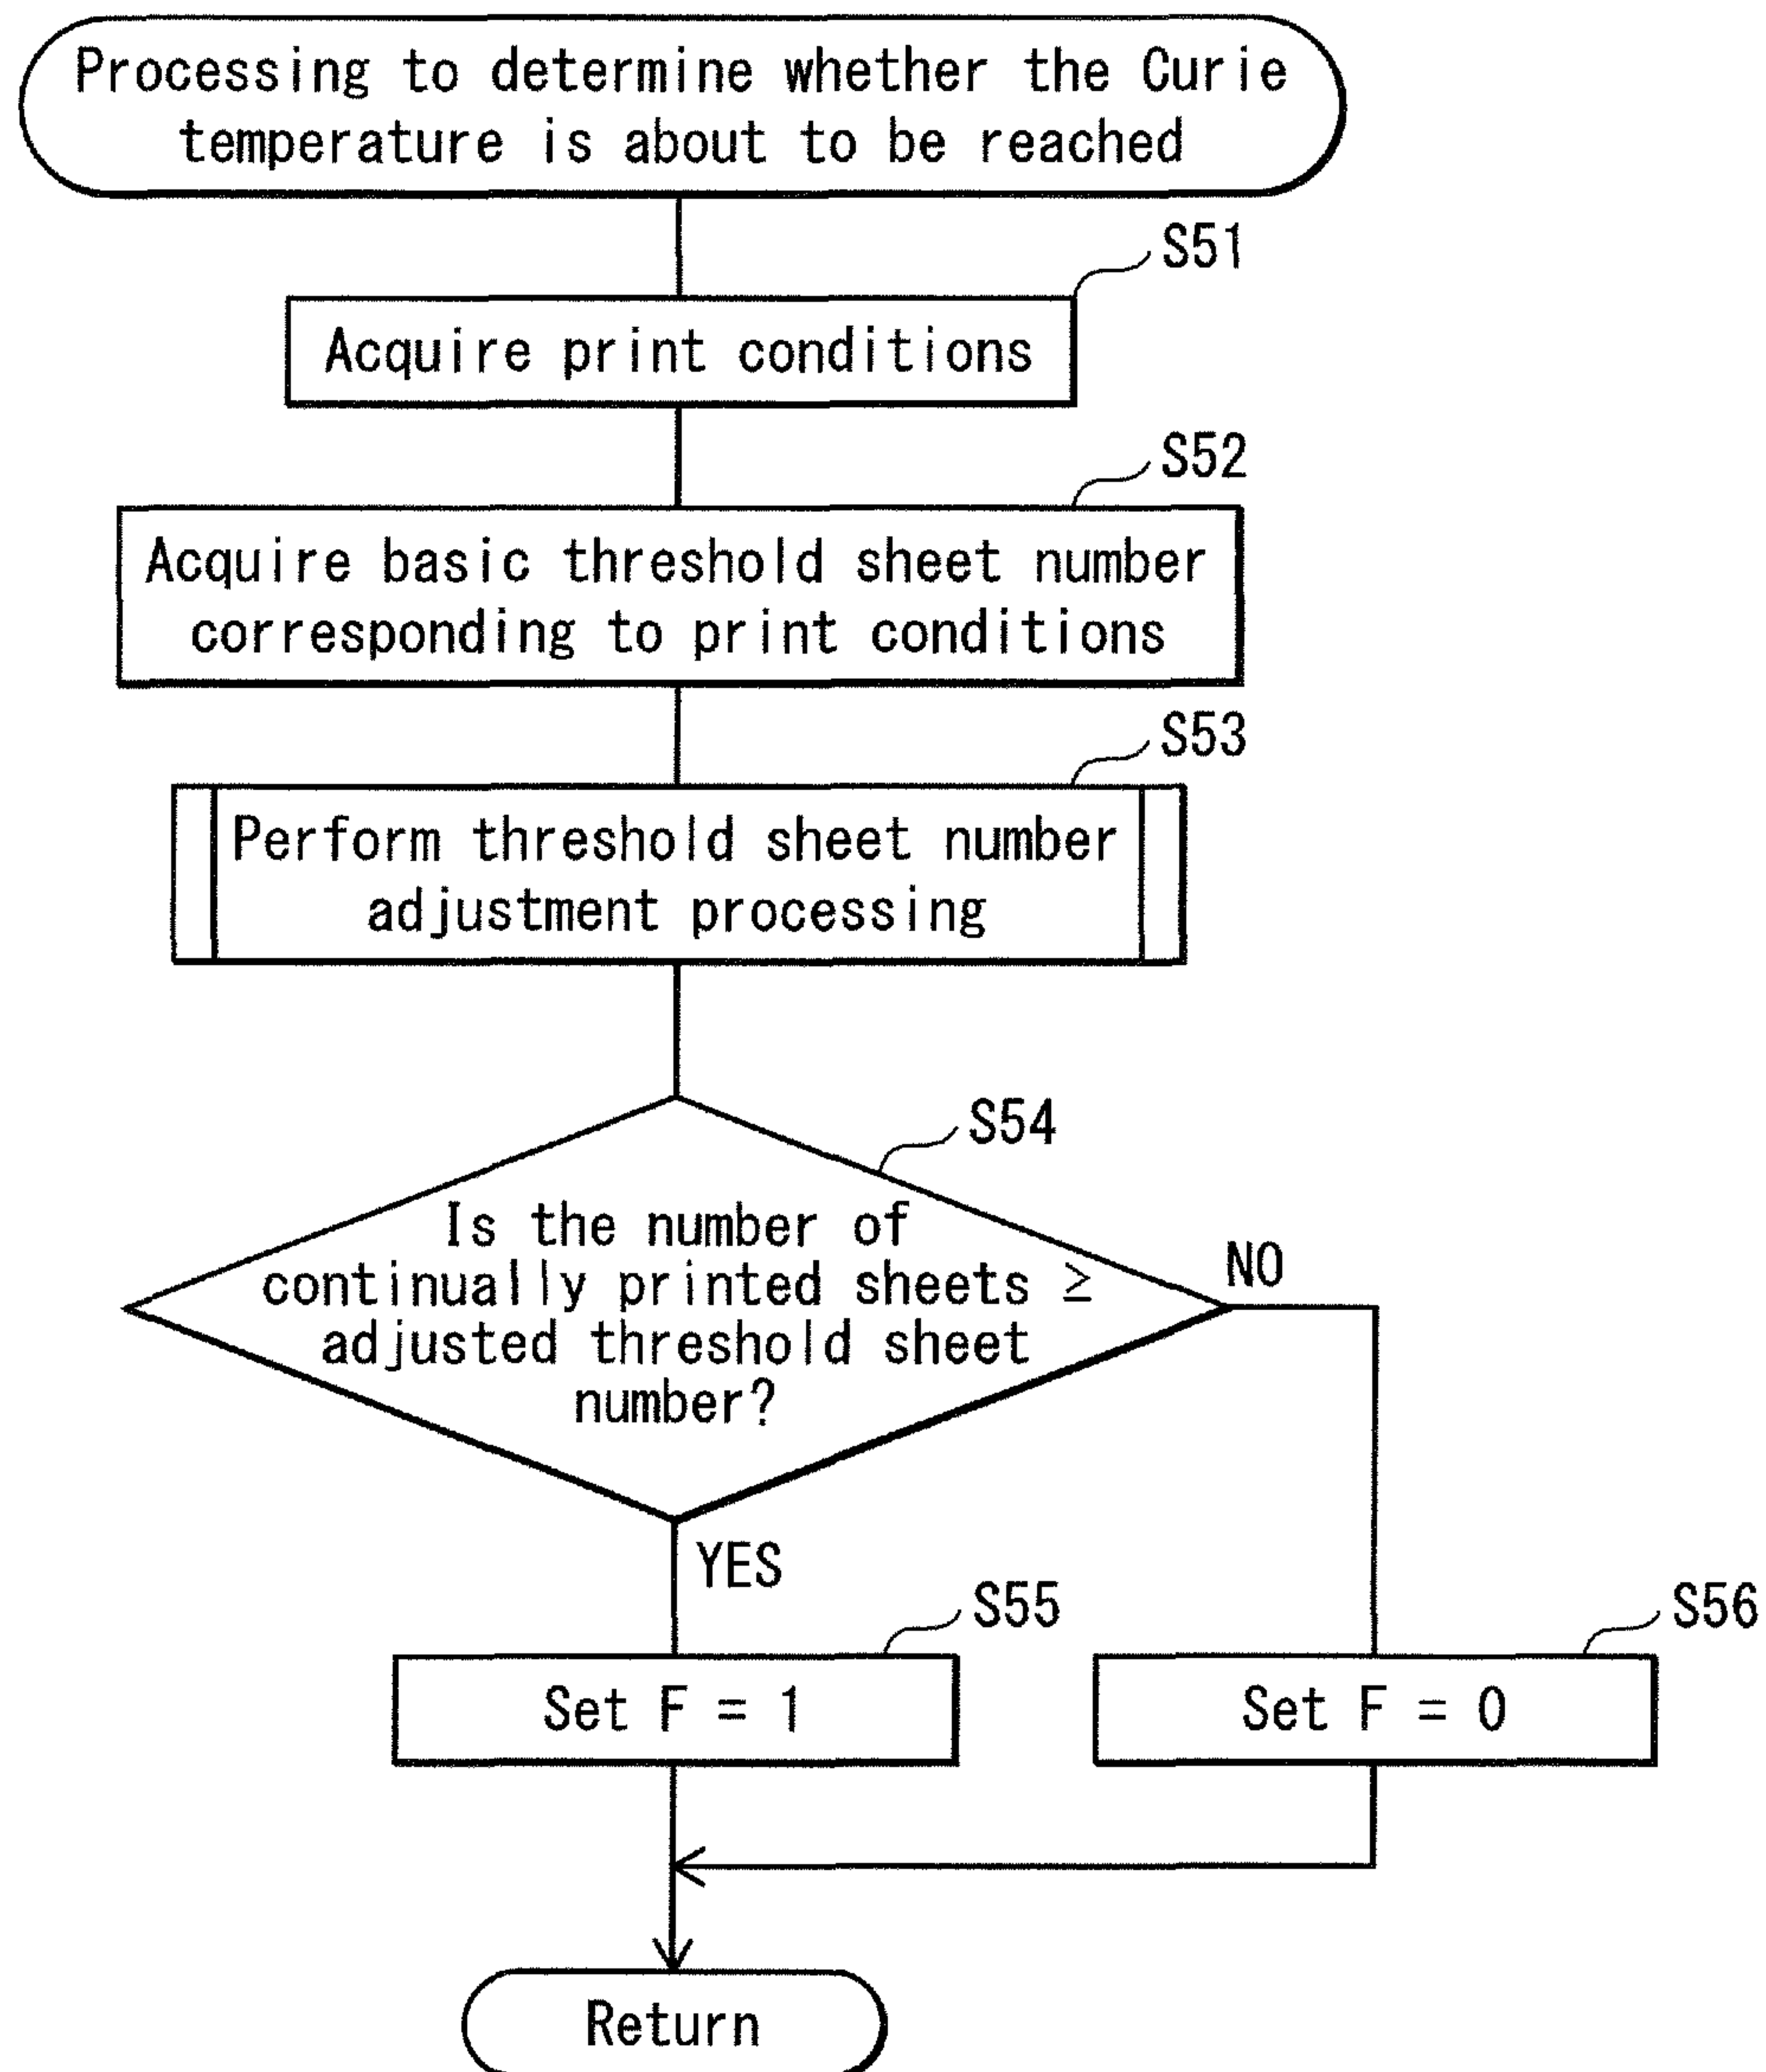 Processing to determine whether the Curie
temperature is about to be reached
S51
Acquire print conditions
S52
Acquire basic threshold sheet number
corresponding to print conditions
S53
Perform threshold sheet number
adjustment processing
S54
Is the number of
continually printed sheets ≥
adjusted threshold sheet
number?
NO
YES
S55
Set F = 1
S56
Set F = 0
Return